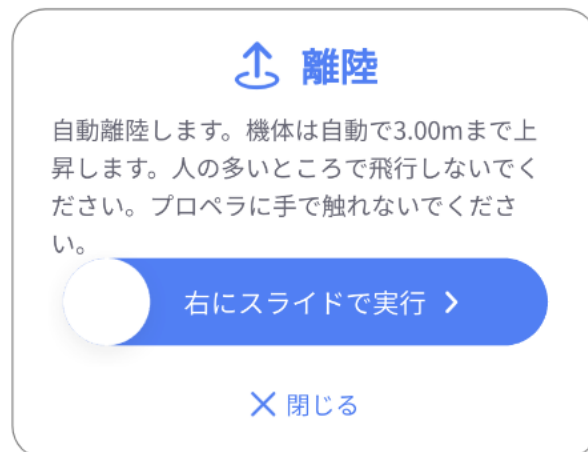 離陸
自動離陸します。機体は自動で3.00mまで上
昇します。人の多いところで飛行しないでく
ださい。プロペラに手で触れないでくださ
い。
右にスライドで実行
閉じる